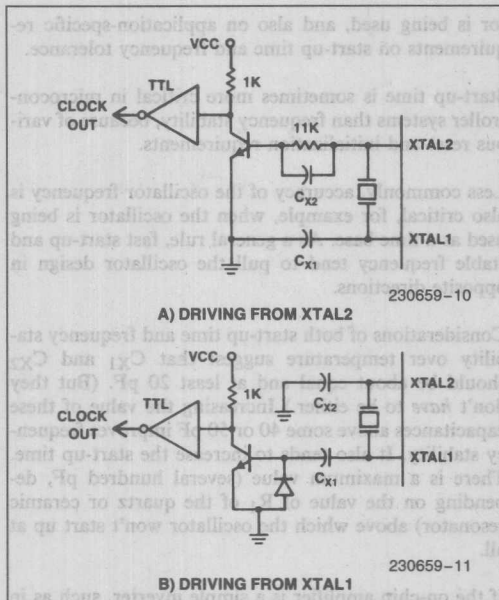 or is being used, and also on application-specific re-
quirements on start-up time and frequency tolerance.
Start-up time is sometimes more critical in microcon-
troller systems than frequency stability, because of vari-
ous reset and initialization requirements.
Less commonly, accuracy of the oscillator frequency is
also critical, for example, when the oscillator is being
used as a time base. As a general rule, fast start-up and
stable frequency tend to pull the oscillator design in
opposite directions.
Considerations of both start-up time and frequency sta-
bility over temperature suggest that CX1 and CX2
should be about equal and at least 20 pF. (But they
don't have to be either.) Increasing the value of these
capacitances above some 40 or 50 pF improves frequen-
cy stability. It also tends to increase the start-up time.
There is a maximum value (several hundred pF, de-
pending on the value of R1 of the quartz or ceramic
resonator) above which the oscillator won't start up at
all.
If the on-chip amplifier is a simple inverter, such as in
VCC
1K
TTL
CLOCK
OUT
11K
CX2
XTAL2
CX1
XTAL1
230659-10
A) DRIVING FROM XTAL2
VCC
1K
TTL
CLOCK
OUT
CX2
XTAL2
CX1
XTAL1
230659-11
B) DRIVING FROM XTAL1